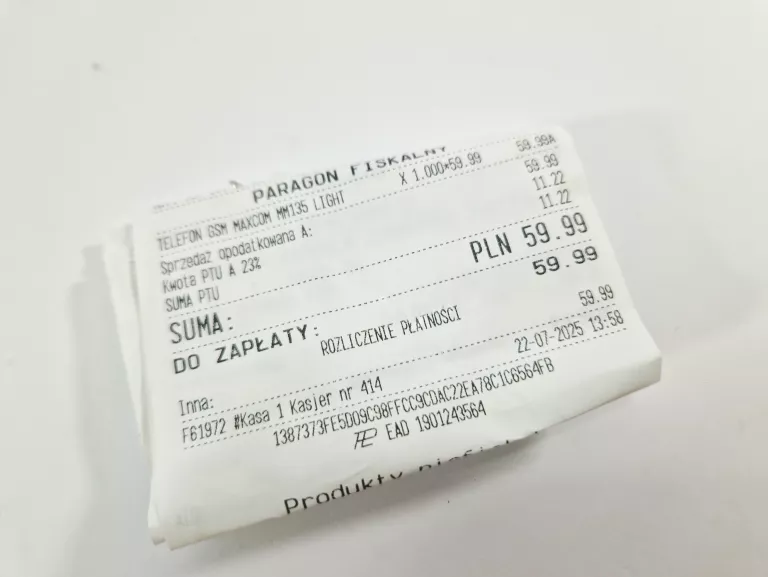 PARAGON FISKALNY
TELEFON GSM MAXCOM MM135 LIGHT X 1.000*59.99 59.99A
Sprzedaż opodatkowana A: 59.99
Kwota PTU A 23% 11.22
SUMA PTU 11.22
SUMA: PLN 59.99
DO ZAPŁATY: 59.99
ROZLICZENIE PŁATNOŚCI
Inna: 59.99
F61972 #Kasa 1 Kasjer nr 414 22-07-2025 13:58
1387373FE5D09C98FFCC9CDAC22EA78C1C6564FB
EAD 1901243564
Produkty